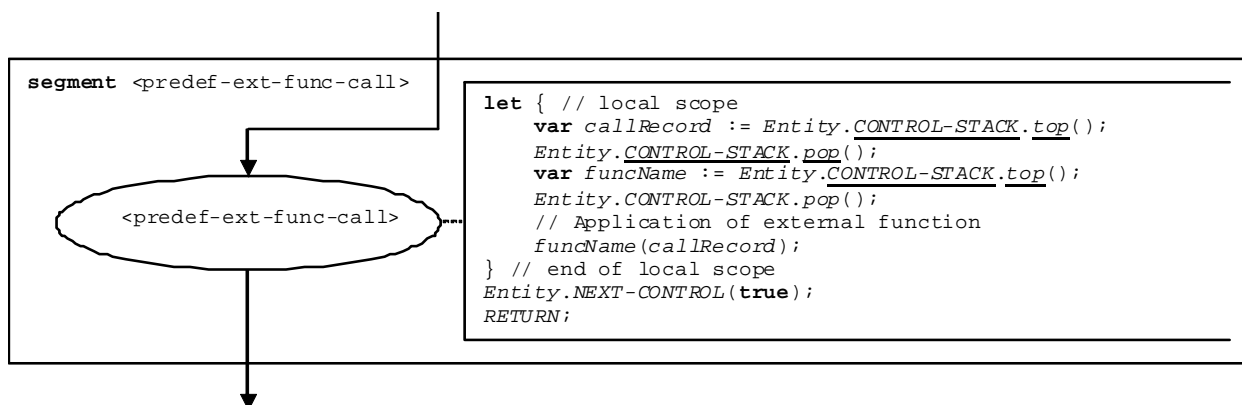 segment <predef-ext-func-call>
<predef-ext-func-call>
let { // local scope
var callRecord := Entity.CONTROL-STACK.top();
Entity.CONTROL-STACK.pop();
var funcName := Entity.CONTROL-STACK.top();
Entity.CONTROL-STACK.pop();
// Application of external function
funcName(callRecord);
} // end of local scope
Entity.NEXT-CONTROL(true);
RETURN;